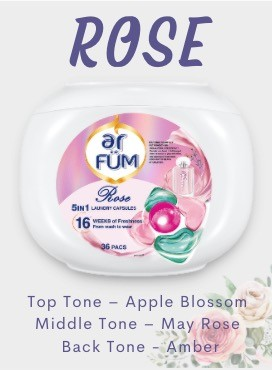 ROSE
ar
FÜM
Rose
5IN1
LAUNDRY CAPSULES
16 WEEKS of Freshness
From wash to wear
36 PACS
Top Tone – Apple Blossom
Middle Tone – May Rose
Back Tone - Amber